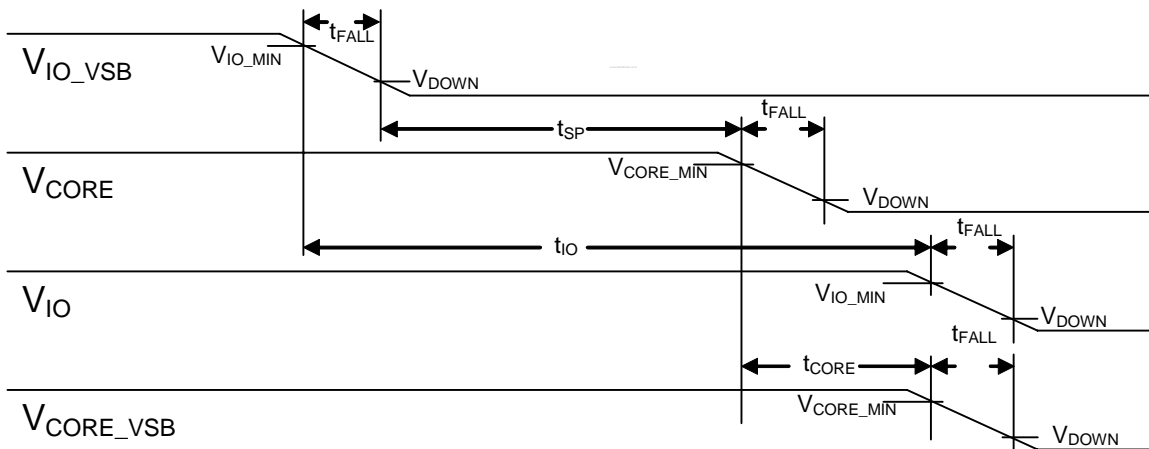 tFALL
VIO_MIN
VIO_VSB
VDOWN
tFALL
tSP
VCORE_MIN
VCORE
VDOWN
tFALL
tIO
VIO_MIN
VIO
VDOWN
tFALL
tCORE
VCORE_MIN
VCORE_VSB
VDOWN